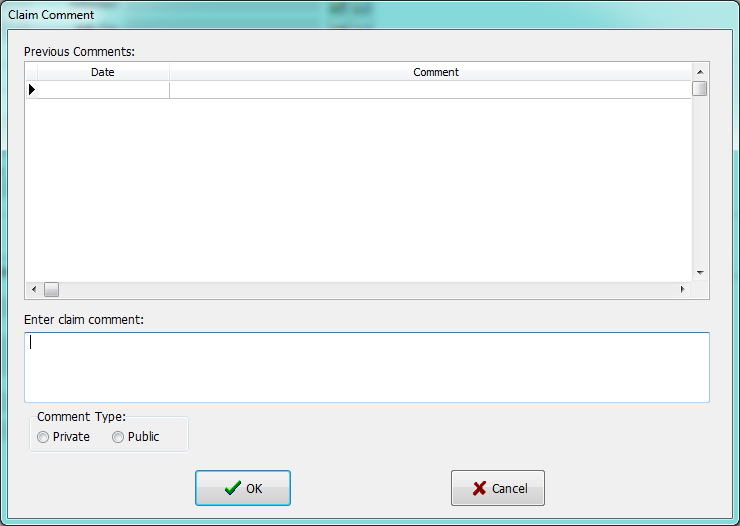 Claim Comment
Previous Comments:
Date Comment
Enter claim comment:
Comment Type:
Private Public
OK Cancel